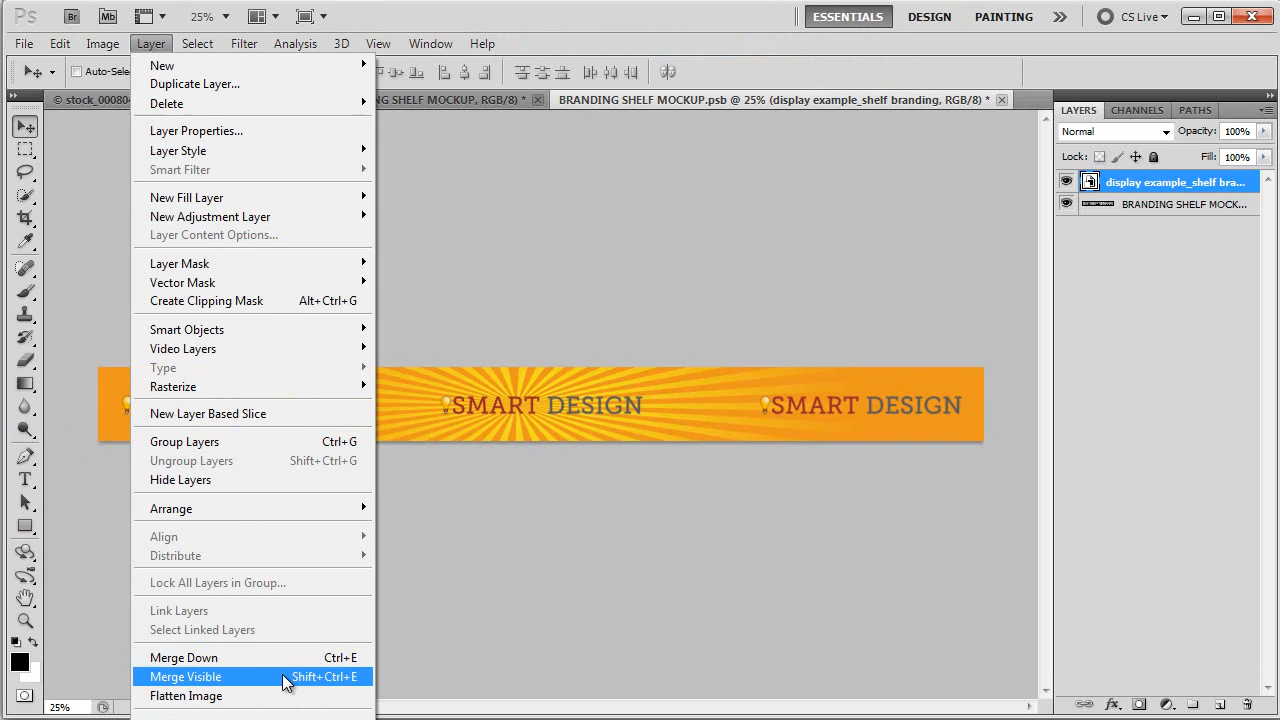 Ps Br Mb 25% ESSENTIALS DESIGN PAINTING CS Live
File Edit Image Layer Select Filter Analysis 3D View Window Help
Auto-Sele
© stock_00080 NG SHELF MOCKUP, RGB/8) * BRANDING SHELF MOCKUP.psb @ 25% (display example_shelf branding, RGB/8) *
LAYERS CHANNELS PATHS
Normal Opacity: 100%
Lock: Fill: 100%
display example_shelf bra...
BRANDING SHELF MOCK...
New
Duplicate Layer...
Delete
Layer Properties...
Layer Style
Smart Filter
New Fill Layer
New Adjustment Layer
Layer Content Options...
Layer Mask
Vector Mask
Create Clipping Mask Alt+Ctrl+G
Smart Objects
Video Layers
Type
Rasterize
New Layer Based Slice
Group Layers Ctrl+G
Ungroup Layers Shift+Ctrl+G
Hide Layers
Arrange
Align
Distribute
Lock All Layers in Group...
Link Layers
Select Linked Layers
Merge Down Ctrl+E
Merge Visible Shift+Ctrl+E
Flatten Image
SMART DESIGN SMART DESIGN
25%